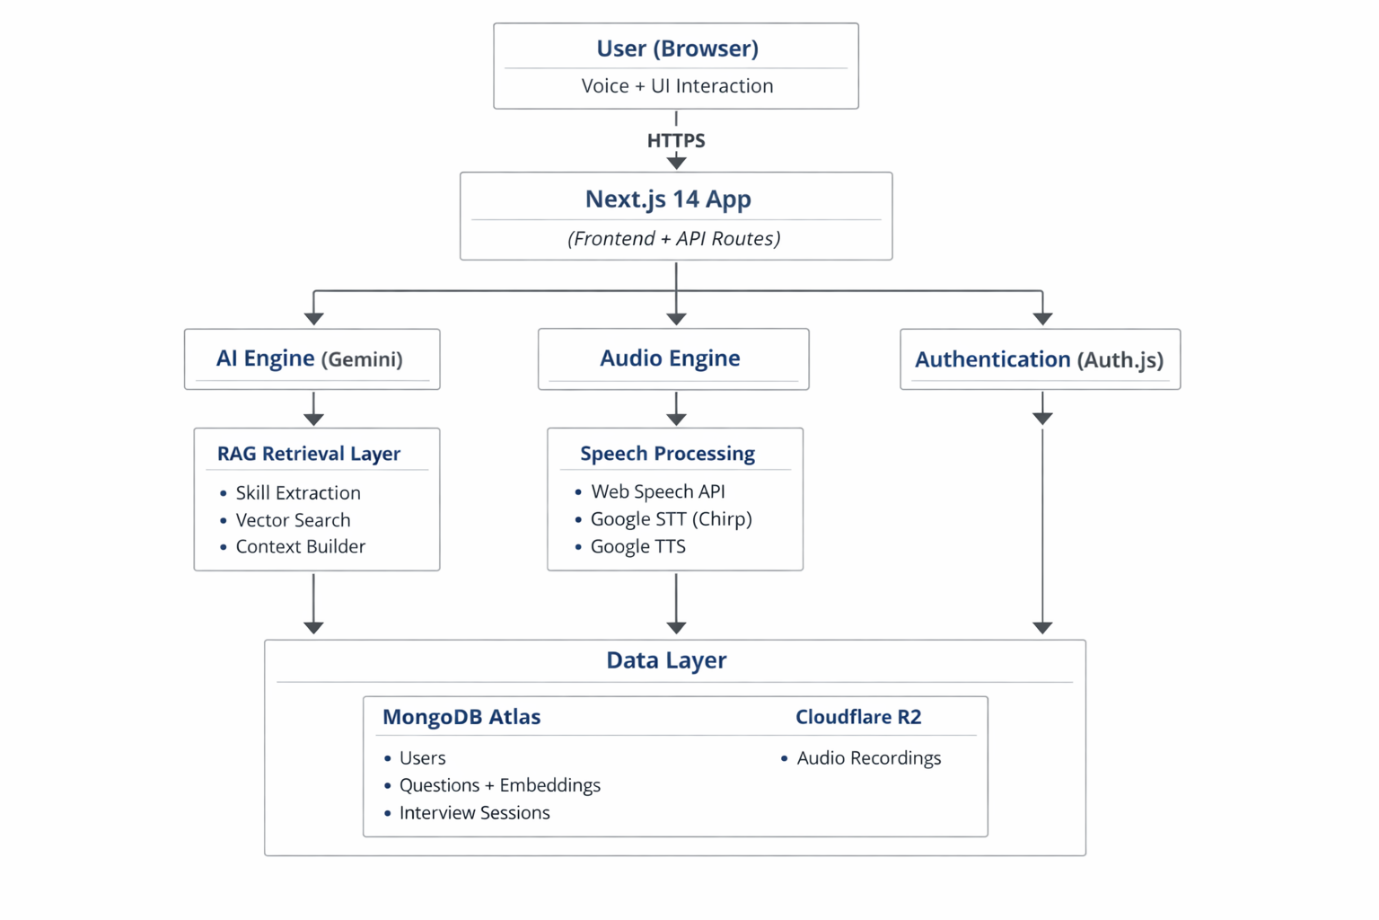 User (Browser)
Voice + UI Interaction
HTTPS
Next.js 14 App
(Frontend + API Routes)
AI Engine (Gemini)
Audio Engine
Authentication (Auth.js)
RAG Retrieval Layer
• Skill Extraction
• Vector Search
• Context Builder
Speech Processing
• Web Speech API
• Google STT (Chirp)
• Google TTS
Data Layer
MongoDB Atlas
• Users
• Questions + Embeddings
• Interview Sessions
Cloudflare R2
• Audio Recordings